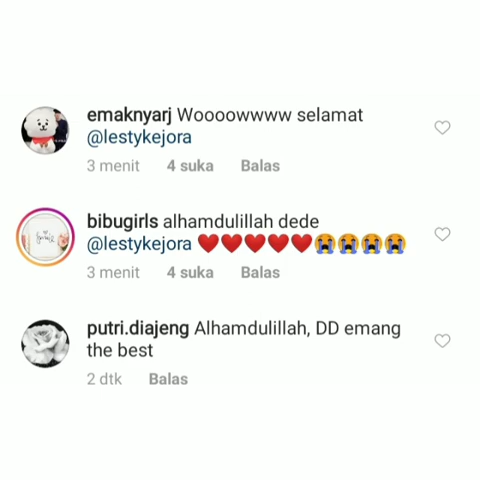 emaknyarj Woooowwww selamat
@lestykejora
3 menit 4 suka Balas
bibugirls alhamdulillah dede
@lestykejora ❤❤❤❤❤😭😭😭😭
3 menit 4 suka Balas
putri.diajeng Alhamdulillah, DD emang
the best
2 dtk Balas